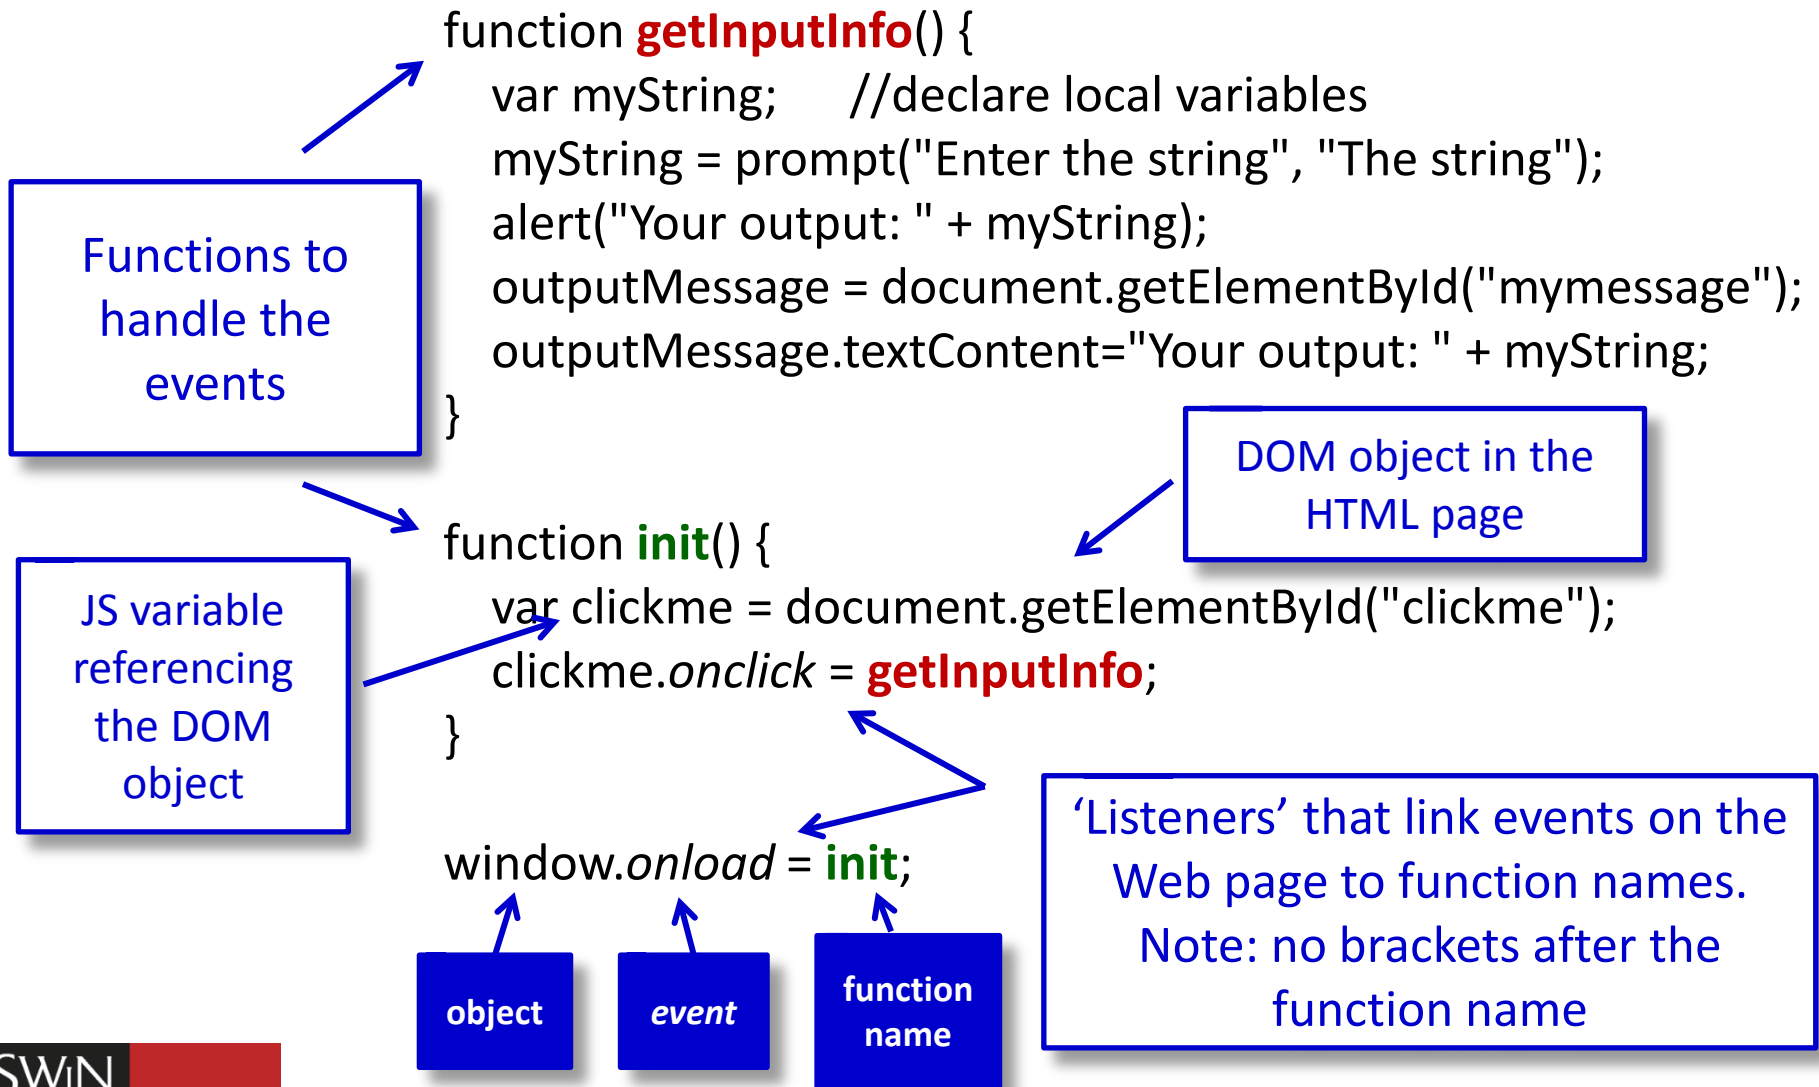 function getInputInfo() {
var myString; //declare local variables
myString = prompt("Enter the string", "The string");
alert("Your output: " + myString);
outputMessage = document.getElementById("mymessage");
outputMessage.textContent="Your output: " + myString;
}
Functions to
handle the
events
DOM object in the
HTML page
function init() {
var clickme = document.getElementById("clickme");
clickme.onclick = getInputInfo;
}
JS variable
referencing
the DOM
object
window.onload = init;
'Listeners' that link events on the
Web page to function names.
Note: no brackets after the
function name
object
event
function
name
SWIN